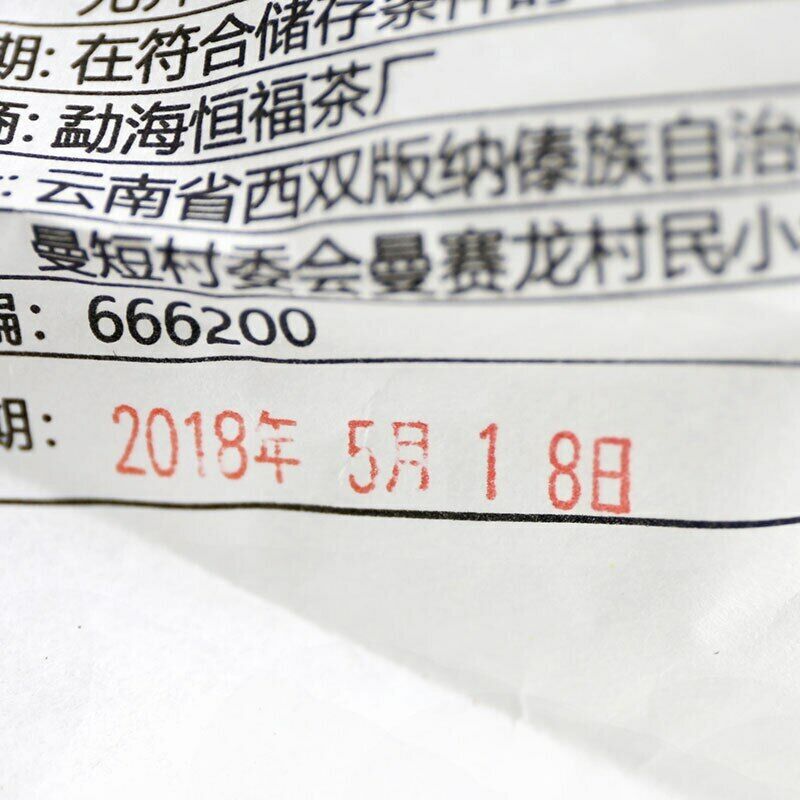 期: 在符合储存条件的
商: 勐海恒福茶厂
: 云南省西双版纳傣族自治
曼短村委会曼赛龙村民小
编: 666200
期: 2018年 5月 1 8日